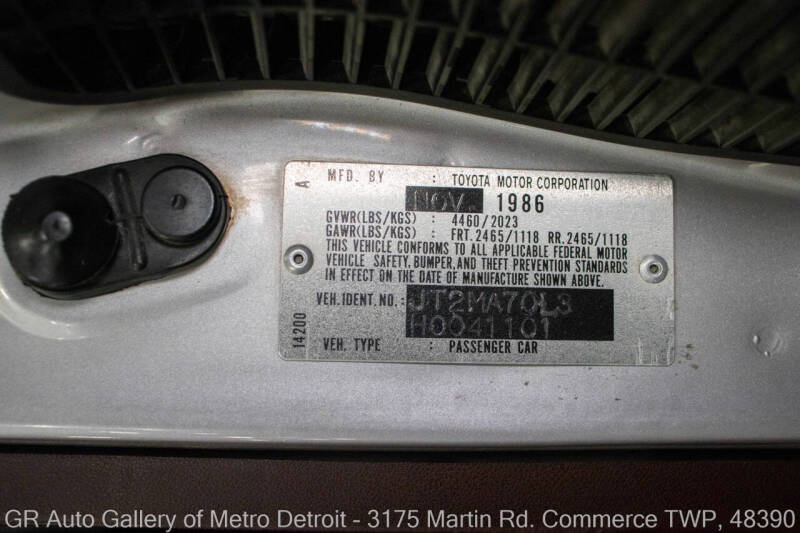 A MFD. BY : TOYOTA MOTOR CORPORATION
NOV. 1986
GVWR(LBS/KGS) : 4460/2023
GAWR(LBS/KGS) : FRT. 2465/1118 RR. 2465/1118
THIS VEHICLE CONFORMS TO ALL APPLICABLE FEDERAL MOTOR
VEHICLE SAFETY, BUMPER, AND THEFT PREVENTION STANDARDS
IN EFFECT ON THE DATE OF MANUFACTURE SHOWN ABOVE.
VEH. IDENT. NO. : JT2MA70L3
H0041101
14200
VEH. TYPE : PASSENGER CAR
GR Auto Gallery of Metro Detroit - 3175 Martin Rd. Commerce TWP, 48390